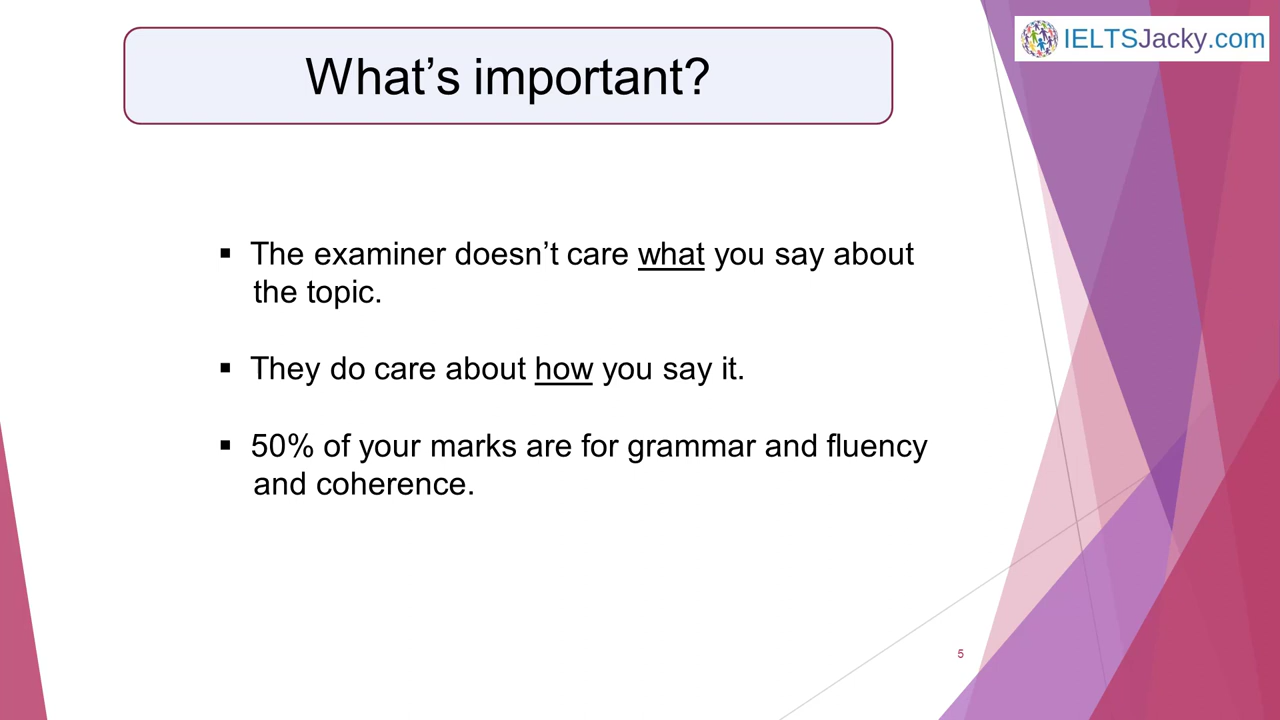 IELTSJacky.com
What’s important?
▪ The examiner doesn’t care what you say about
the topic.
▪ They do care about how you say it.
▪ 50% of your marks are for grammar and fluency
and coherence.
5